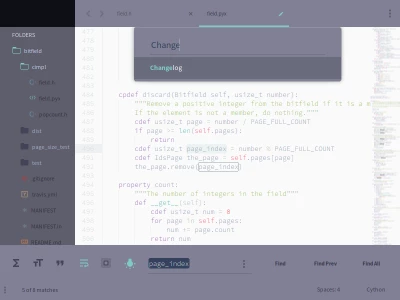 field.h
field.pyx
FOLDERS
bitfield
cimpl
field.h
field.pyx
dist
page_size_test
test
.travis.yml
MANIFEST
MANIFEST.in
README.md
Change
Changelog
cpdef discard(Bitfield self, usize_t number):
"""Remove a positive integer from the bitfield if it is a m
If the element is not a member, do nothing.
cdef usize_t page = number / PAGE_FULL_COUNT
if page >= len(self.pages):
return
cdef usize_t page_index = number % PAGE_FULL_COUNT
cdef IdsPage the_page = self.pages[page]
the_page.remove(page_index)
property count:
"""The number of integers in the field"""
def __get__(self):
cdef usize_t num = 0
for page in self.pages:
num += page.count
return num
page_index
Find
Find Prev
Find All
5 of 8 matches
Spaces: 4
Cython